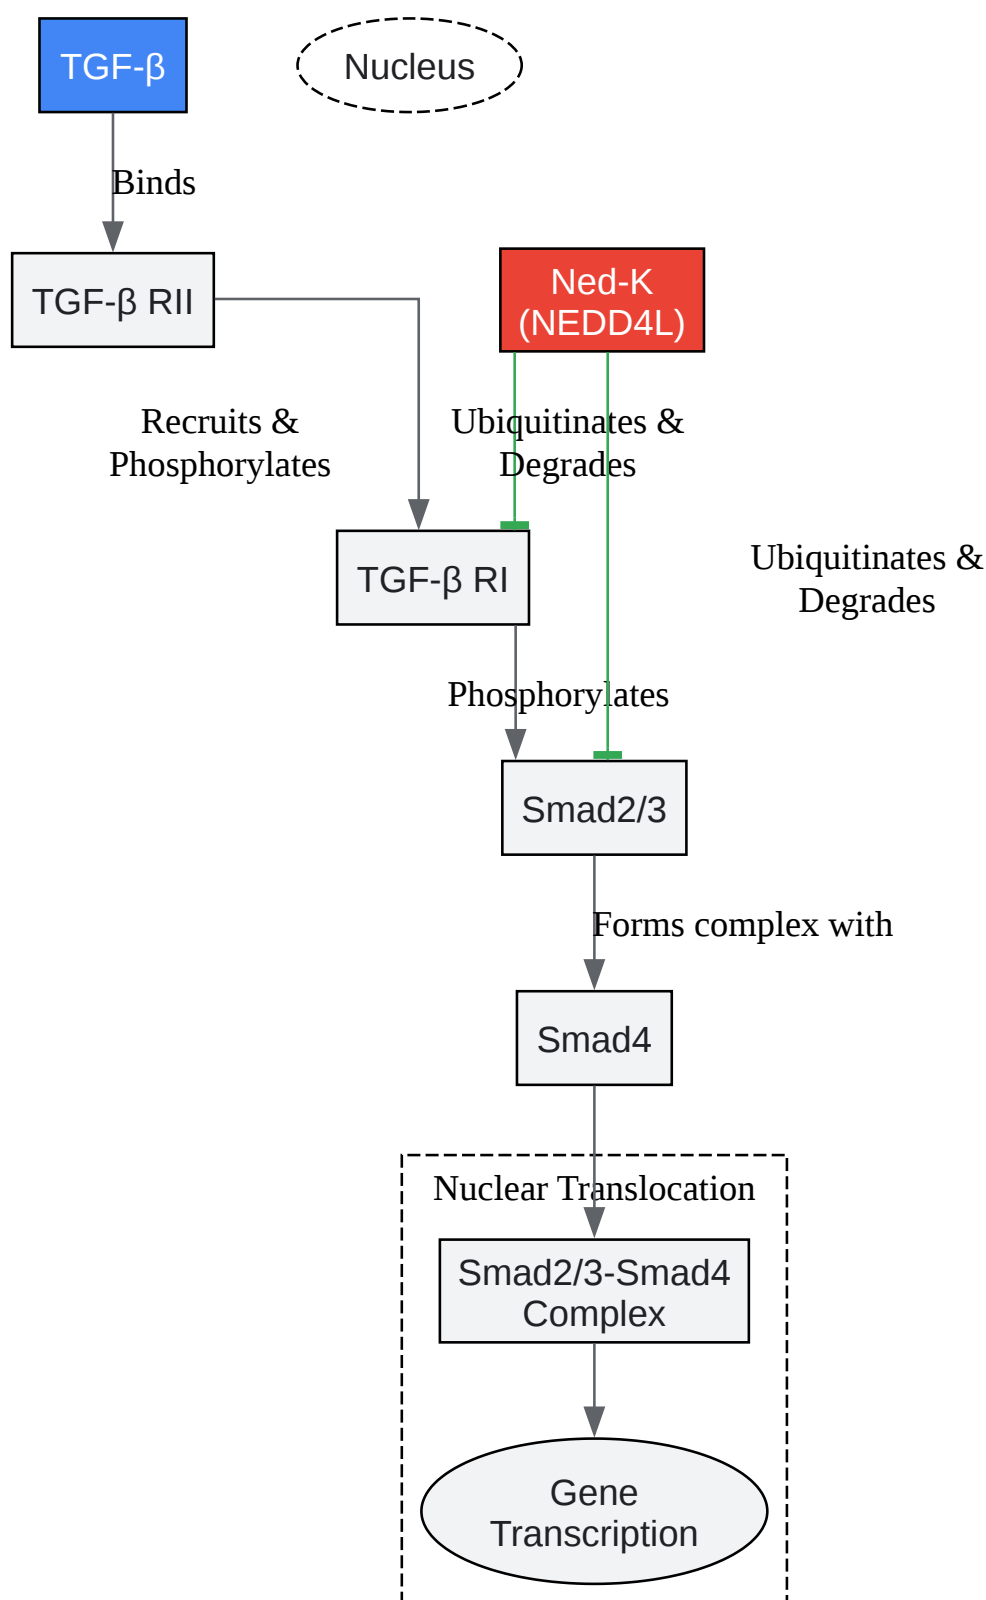 TGF-β
Nucleus
Binds
TGF-β RII
Ned-K
(NEDD4L)
Recruits &
Phosphorylates
Ubiquitinates &
Degrades
Ubiquitinates &
Degrades
TGF-β RI
Phosphorylates
Smad2/3
Forms complex with
Smad4
Nuclear Translocation
Smad2/3-Smad4
Complex
Gene
Transcription